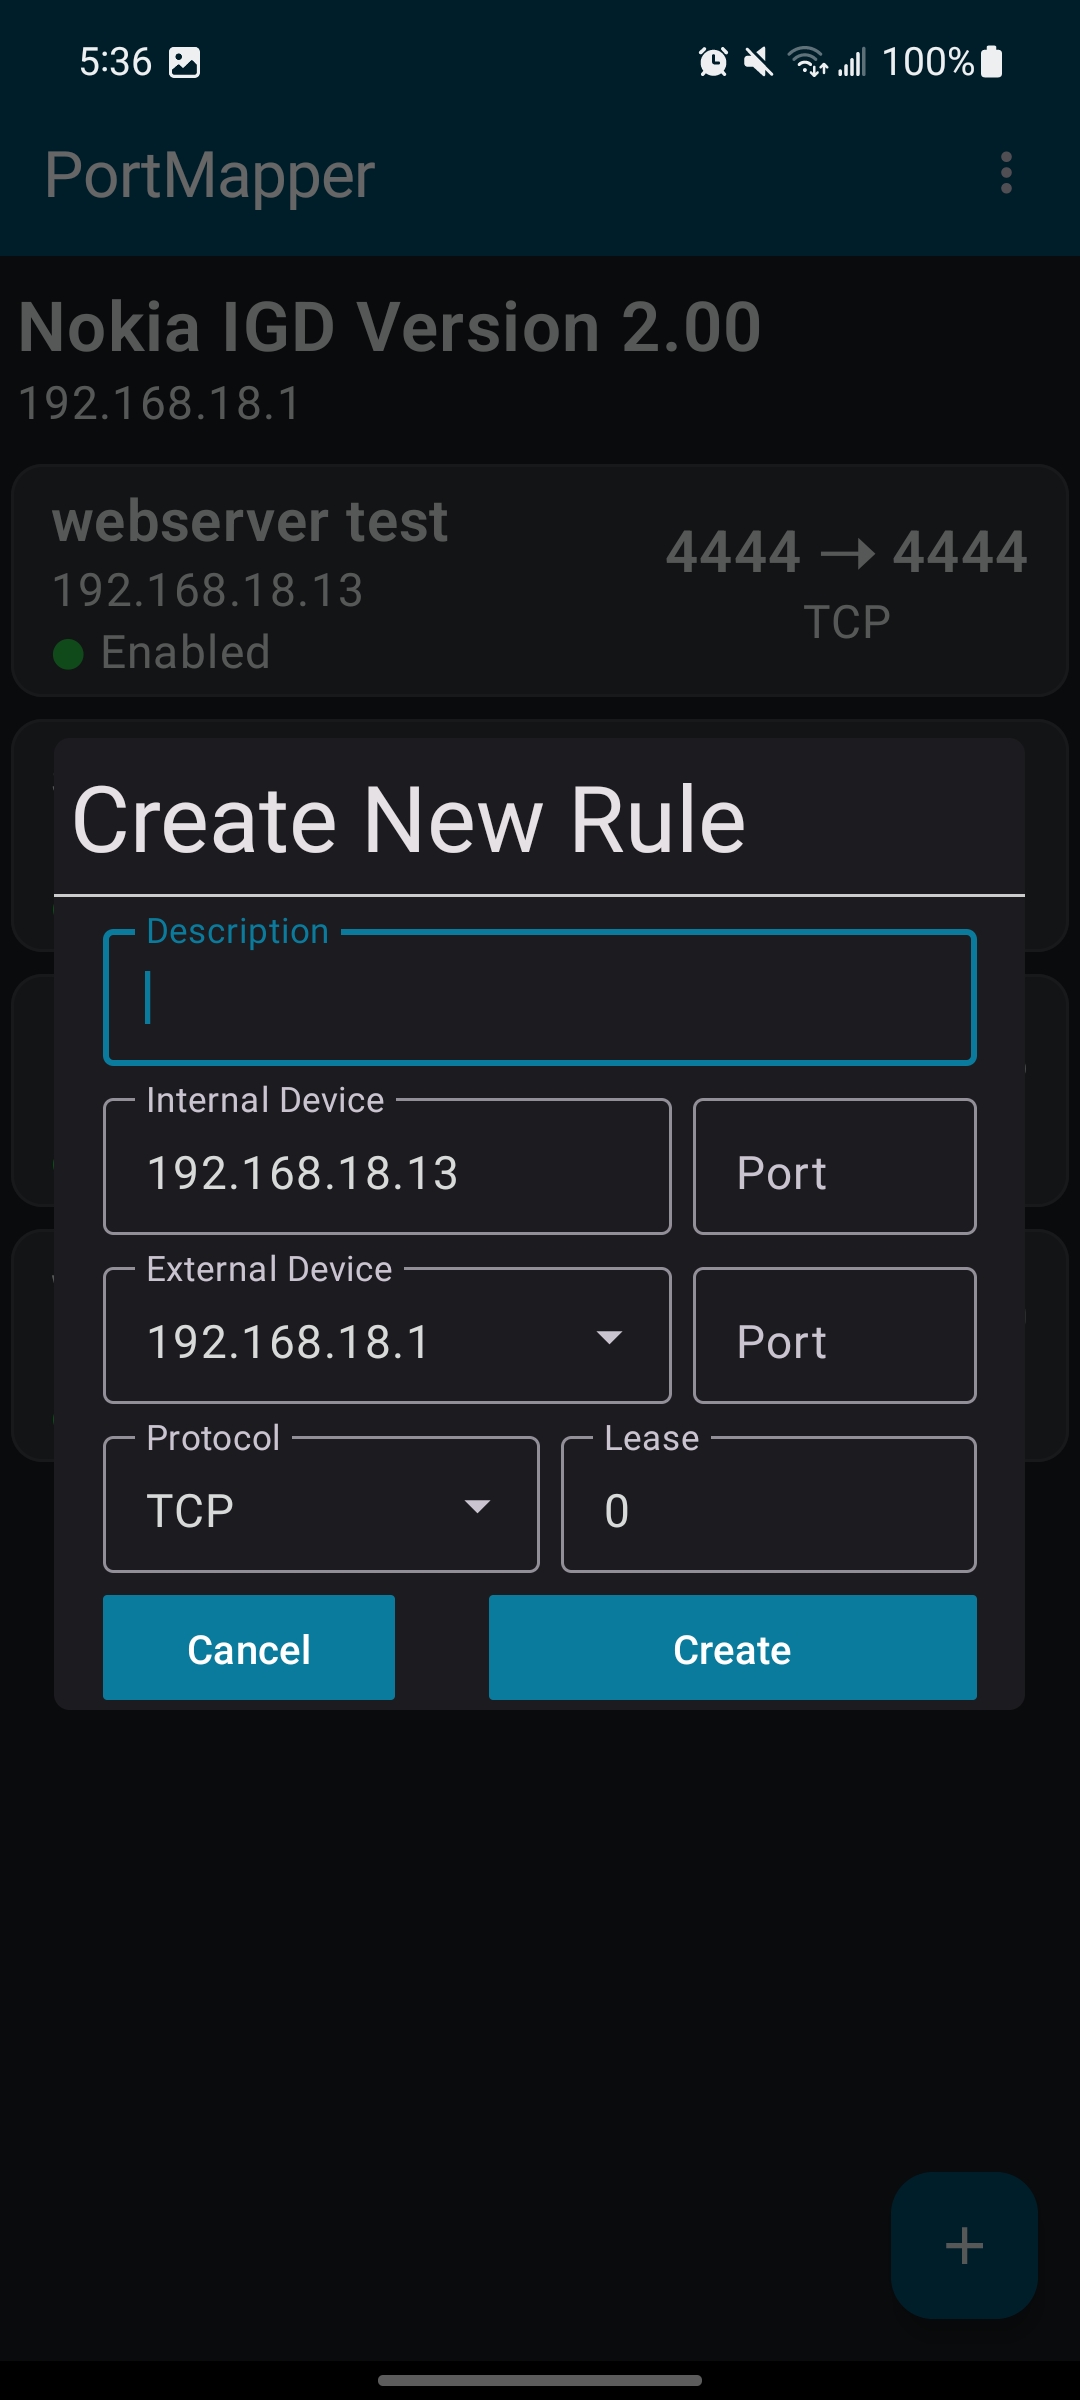 5:36 100%
PortMapper
Nokia IGD Version 2.00
192.168.18.1
webserver test
192.168.18.13
Enabled
4444 → 4444
TCP
Create New Rule
Description
Internal Device
192.168.18.13
Port
External Device
192.168.18.1
Port
Protocol
TCP
Lease
0
Cancel
Create